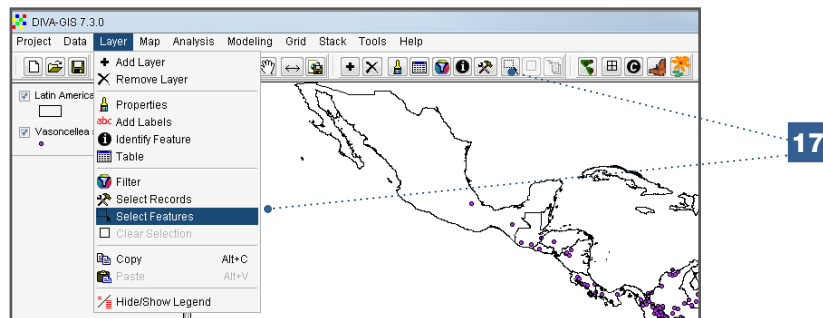 DIVA-GIS 7.3.0
Project Data Layer Map Analysis Modeling Grid Stack Tools Help
Add Layer
Remove Layer
Latin America
Properties
abc Add Labels
Vasoncellea
Identify Feature
Table
Filter
Select Records
Select Features
Clear Selection
Copy Alt+C
Paste Alt+V
Hide/Show Legend
17